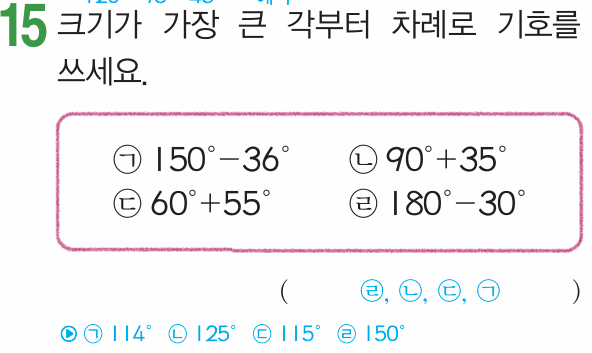 15 크기가 가장 큰 각부터 차례로 기호를
쓰세요.
㉠ 150°−36° ㉡ 90°+35°
㉢ 60°+55° ㉣ 180°−30°
( ㉣, ㉡, ㉢, ㉠ )
▶ ㉠ 114° ㉡ 125° ㉢ 115° ㉣ 150°